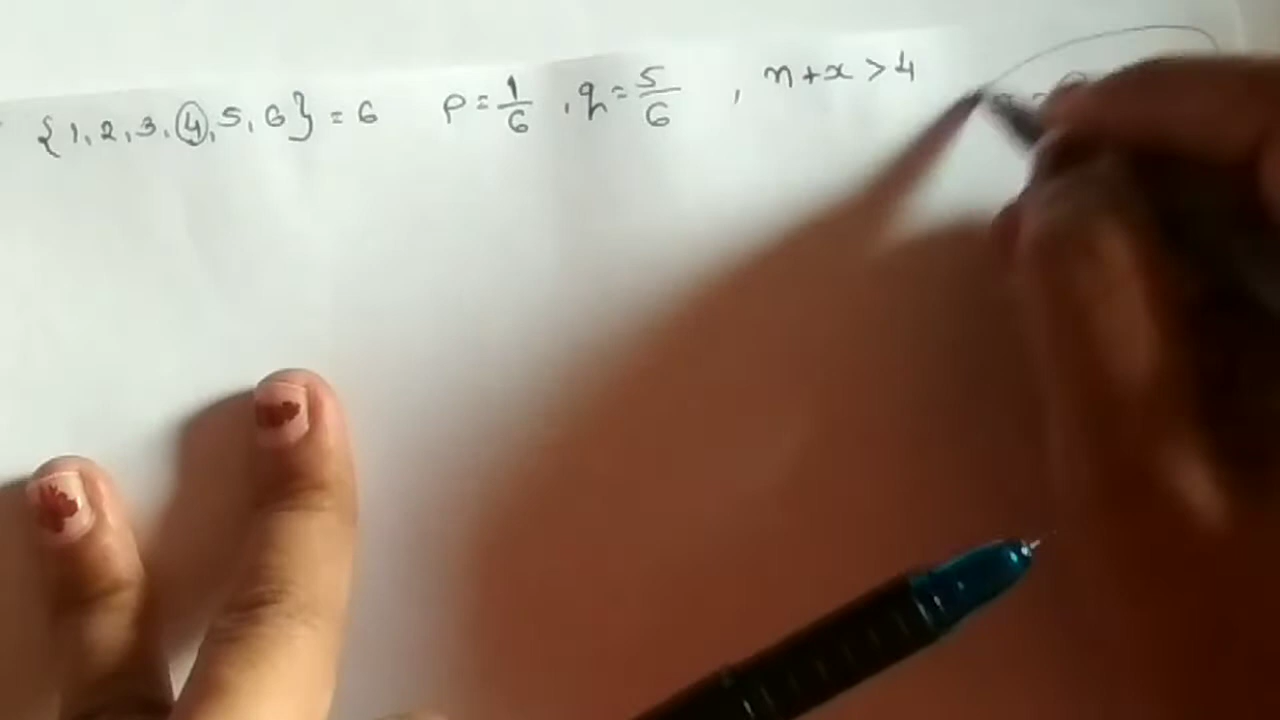 {1, 2, 3, 4, 5, 6} = 6 p = 1/6 , q = 5/6 , n + x > 4